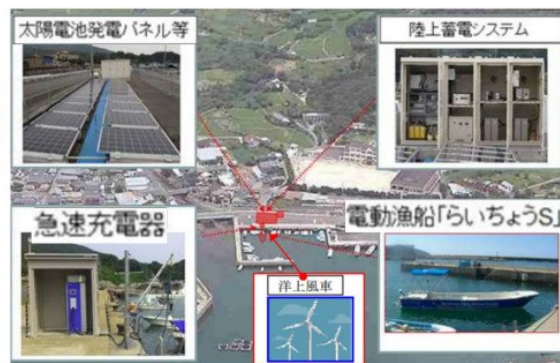 太陽電池発電パネル等
陸上蓄電システム
急速充電器
電動漁船「らいちょうS」
洋上風車